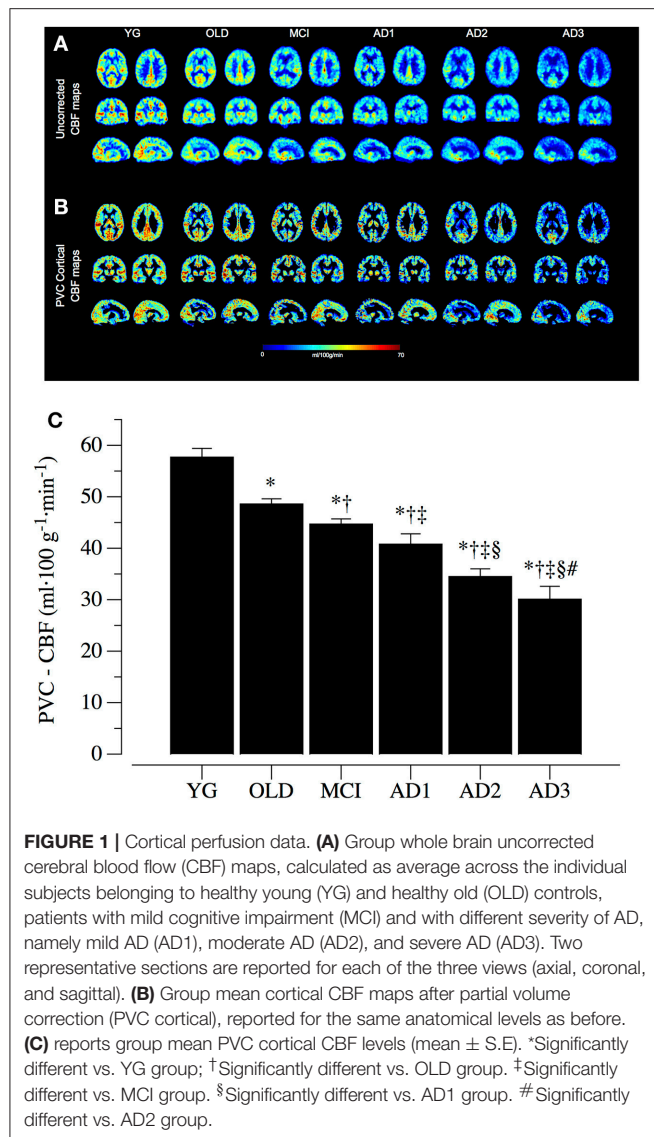 A
YG OLD MCI AD1 AD2 AD3
Uncorrected
CBF maps
B
PVC Cortical
CBF maps
0 ml/100g/min 70
C
PVC - CBF (ml·100 g⁻¹·min⁻¹)
60
50
40
30
20
10
0
*
*†
*†‡
*†‡§
*†‡§#
YG OLD MCI AD1 AD2 AD3
FIGURE 1 | Cortical perfusion data. (A) Group whole brain uncorrected
cerebral blood flow (CBF) maps, calculated as average across the individual
subjects belonging to healthy young (YG) and healthy old (OLD) controls,
patients with mild cognitive impairment (MCI) and with different severity of AD,
namely mild AD (AD1), moderate AD (AD2), and severe AD (AD3). Two
representative sections are reported for each of the three views (axial, coronal,
and sagittal). (B) Group mean cortical CBF maps after partial volume
correction (PVC cortical), reported for the same anatomical levels as before.
(C) reports group mean PVC cortical CBF levels (mean ± S.E). *Significantly
different vs. YG group; †Significantly different vs. OLD group. ‡Significantly
different vs. MCI group. §Significantly different vs. AD1 group. #Significantly
different vs. AD2 group.